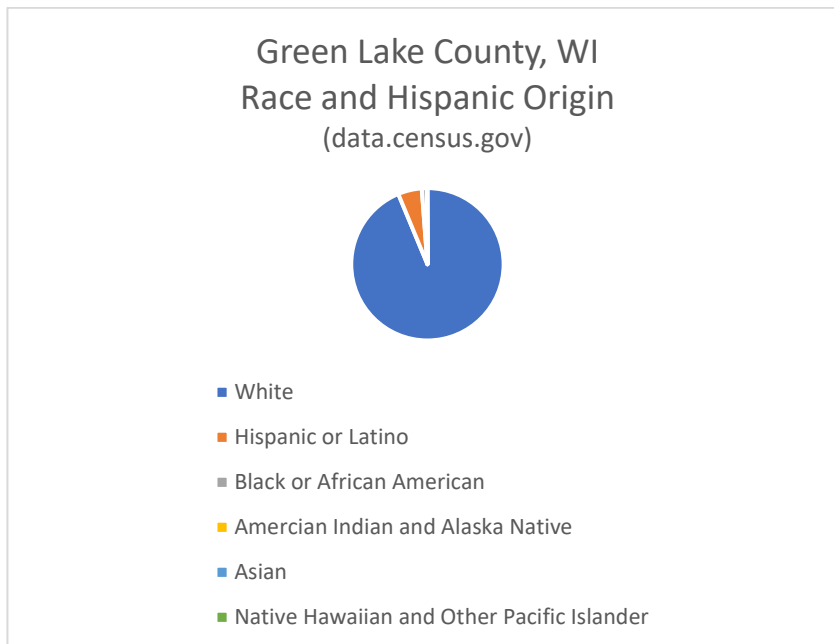 Green Lake County, WI
Race and Hispanic Origin
(data.census.gov)
White
Hispanic or Latino
Black or African American
Amercian Indian and Alaska Native
Asian
Native Hawaiian and Other Pacific Islander